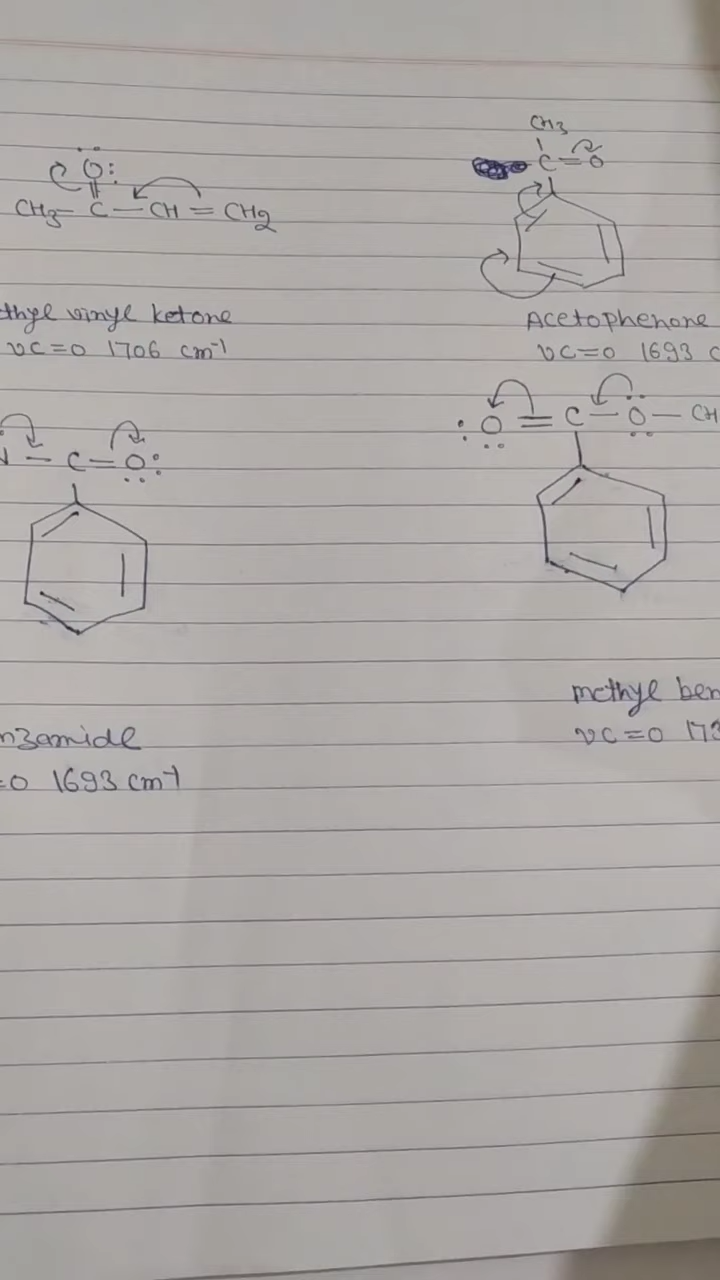 CH3
C = O
:O:
CH3 - C - CH = CH2
thyl vinyl ketone
νC=O 1706 cm-1
Acetophenone
νC=O 1693 c
:O = C - O - CH
- C = O:
methyl ben
νC=O 173
nzamide
=O 1693 cm-1